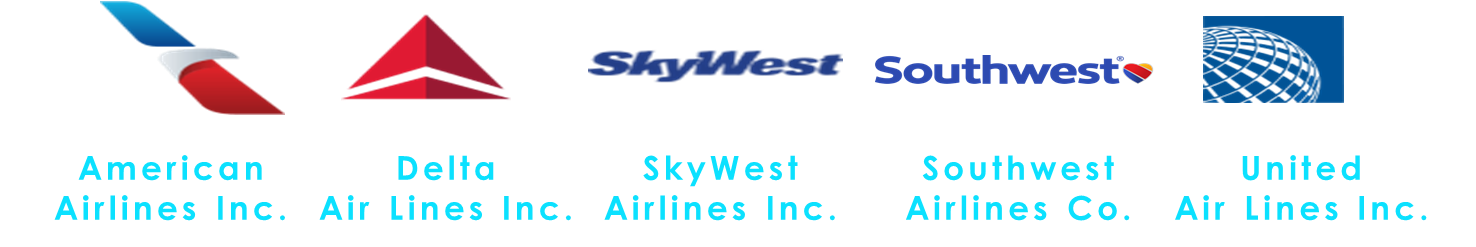 SkyWest
Southwest®
American
Airlines Inc.
Delta
Air Lines Inc.
SkyWest
Airlines Inc.
Southwest
Airlines Co.
United
Air Lines Inc.